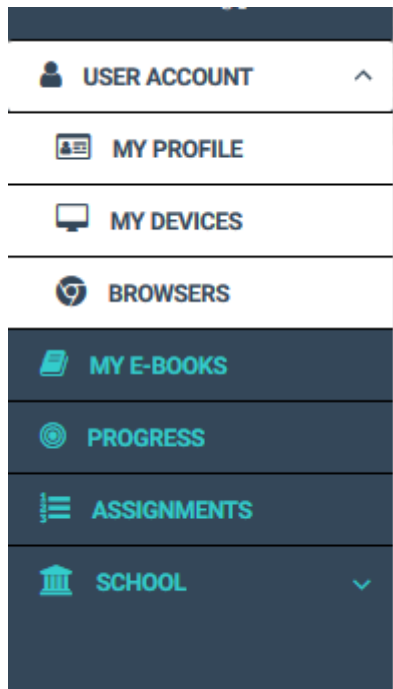 USER ACCOUNT
MY PROFILE
MY DEVICES
BROWSERS
MY E-BOOKS
PROGRESS
ASSIGNMENTS
SCHOOL